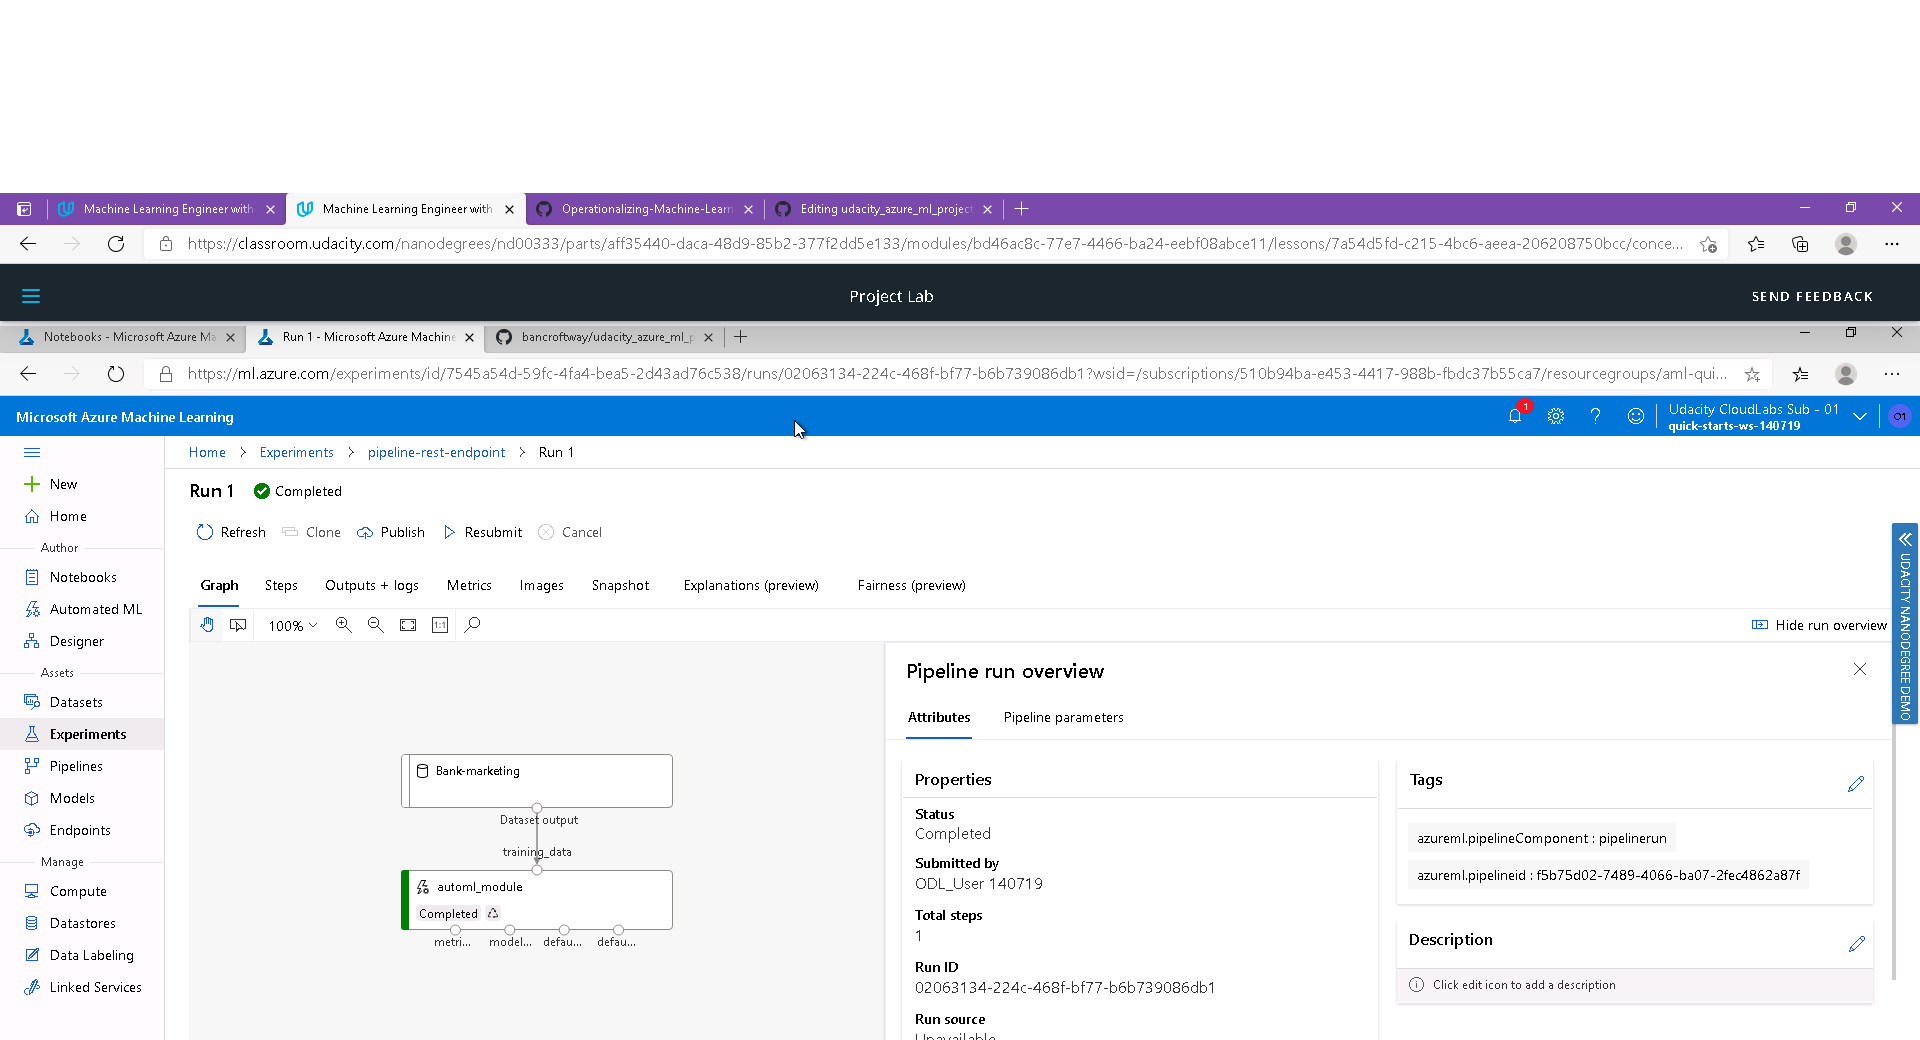 Machine Learning Engineer with
Machine Learning Engineer with
Operationalizing-Machine-Learn
Editing udacity_azure_ml_project
https://classroom.udacity.com/nanodegrees/nd00333/parts/aff35440-daca-48d9-85b2-377f2dd5e133/modules/bd46ac8c-77e7-4466-ba24-eebf08abce11/lessons/7a54d5fd-c215-4bc6-aeea-206208750bcc/conce...
Project Lab
SEND FEEDBACK
Notebooks - Microsoft Azure Ma
Run 1 - Microsoft Azure Machine
bancroftway/udacity_azure_ml_p
https://ml.azure.com/experiments/id/7545a54d-59fc-4fa4-bea5-2d43ad76c538/runs/02063134-224c-468f-bf77-b6b739086db1?wsid=/subscriptions/510b94ba-e453-4417-988b-fbdc37b55ca7/resourcegroups/aml-qui...
Microsoft Azure Machine Learning
1
Udacity CloudLabs Sub - 01
quick-starts-ws-140719
O1
Home > Experiments > pipeline-rest-endpoint > Run 1
New
Home
Author
Notebooks
Automated ML
Designer
Assets
Datasets
Experiments
Pipelines
Models
Endpoints
Manage
Compute
Datastores
Data Labeling
Linked Services
Run 1 Completed
Refresh Clone Publish Resubmit Cancel
Graph Steps Outputs + logs Metrics Images Snapshot Explanations (preview) Fairness (preview)
100% 1:1
Hide run overview
Bank-marketing
Dataset output
training_data
automl_module
Completed
metri... model... defau... defau...
Pipeline run overview
Attributes Pipeline parameters
Properties
Status
Completed
Submitted by
ODL_User 140719
Total steps
1
Run ID
02063134-224c-468f-bf77-b6b739086db1
Run source
Unavailable
Tags
azureml.pipelineComponent : pipelinerun
azureml.pipelineid : f5b75d02-7489-4066-ba07-2fec4862a87f
Description
Click edit icon to add a description
UDACITY NANODEGREE DEMO